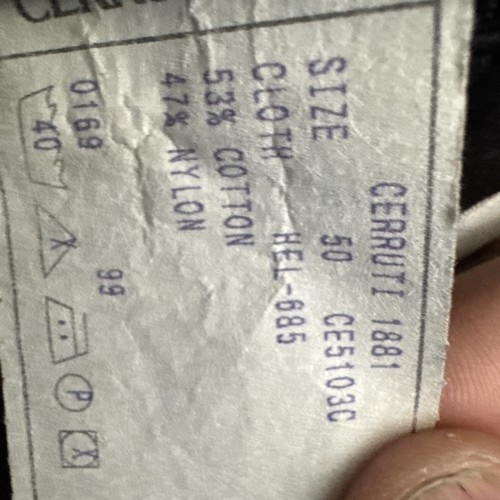 CERRUTI 1881
SIZE 50 CE5103C
CLOTH HEL-685
53% COTTON
47% NYLON
0169 99
40 P